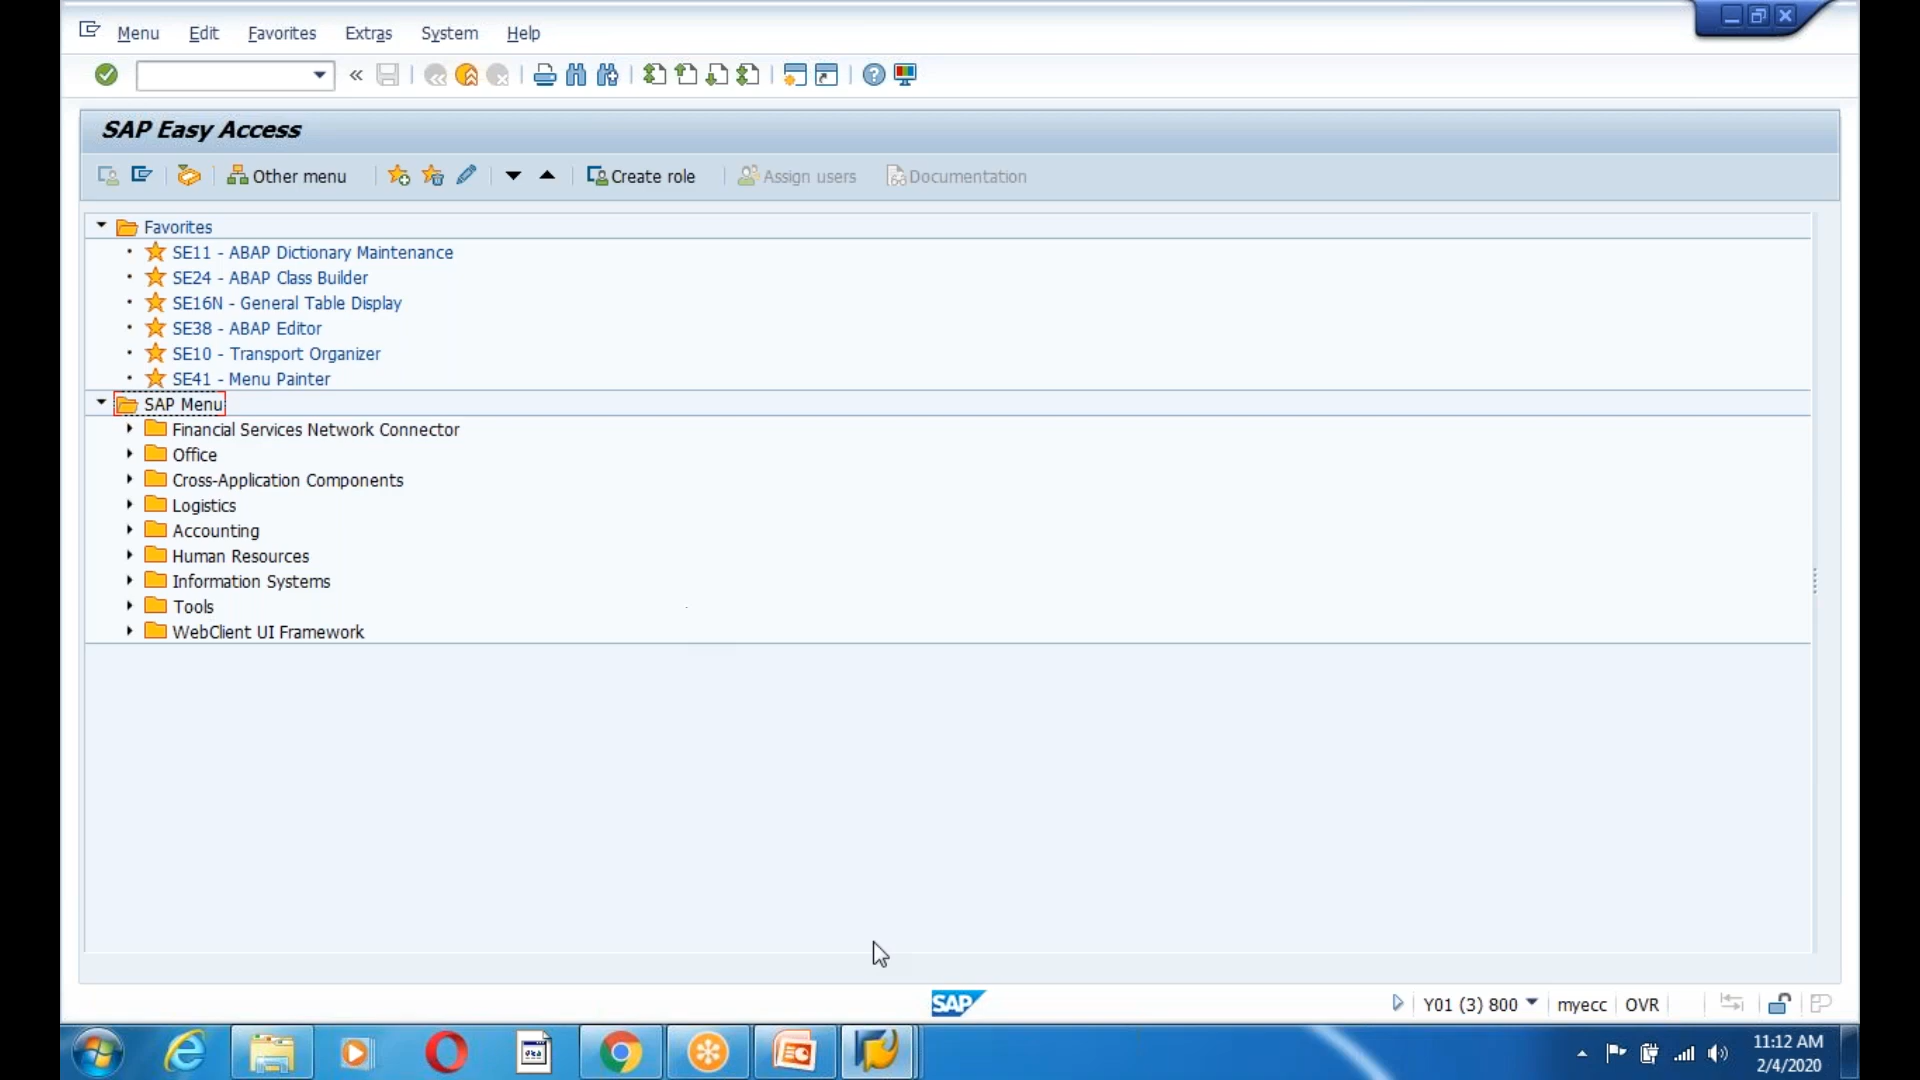 Menu Edit Favorites Extras System Help
SAP Easy Access
Other menu Create role Assign users Documentation
Favorites
SE11 - ABAP Dictionary Maintenance
SE24 - ABAP Class Builder
SE16N - General Table Display
SE38 - ABAP Editor
SE10 - Transport Organizer
SE41 - Menu Painter
SAP Menu
Financial Services Network Connector
Office
Cross-Application Components
Logistics
Accounting
Human Resources
Information Systems
Tools
WebClient UI Framework
SAP Y01 (3) 800 myecc OVR
11:12 AM
2/4/2020